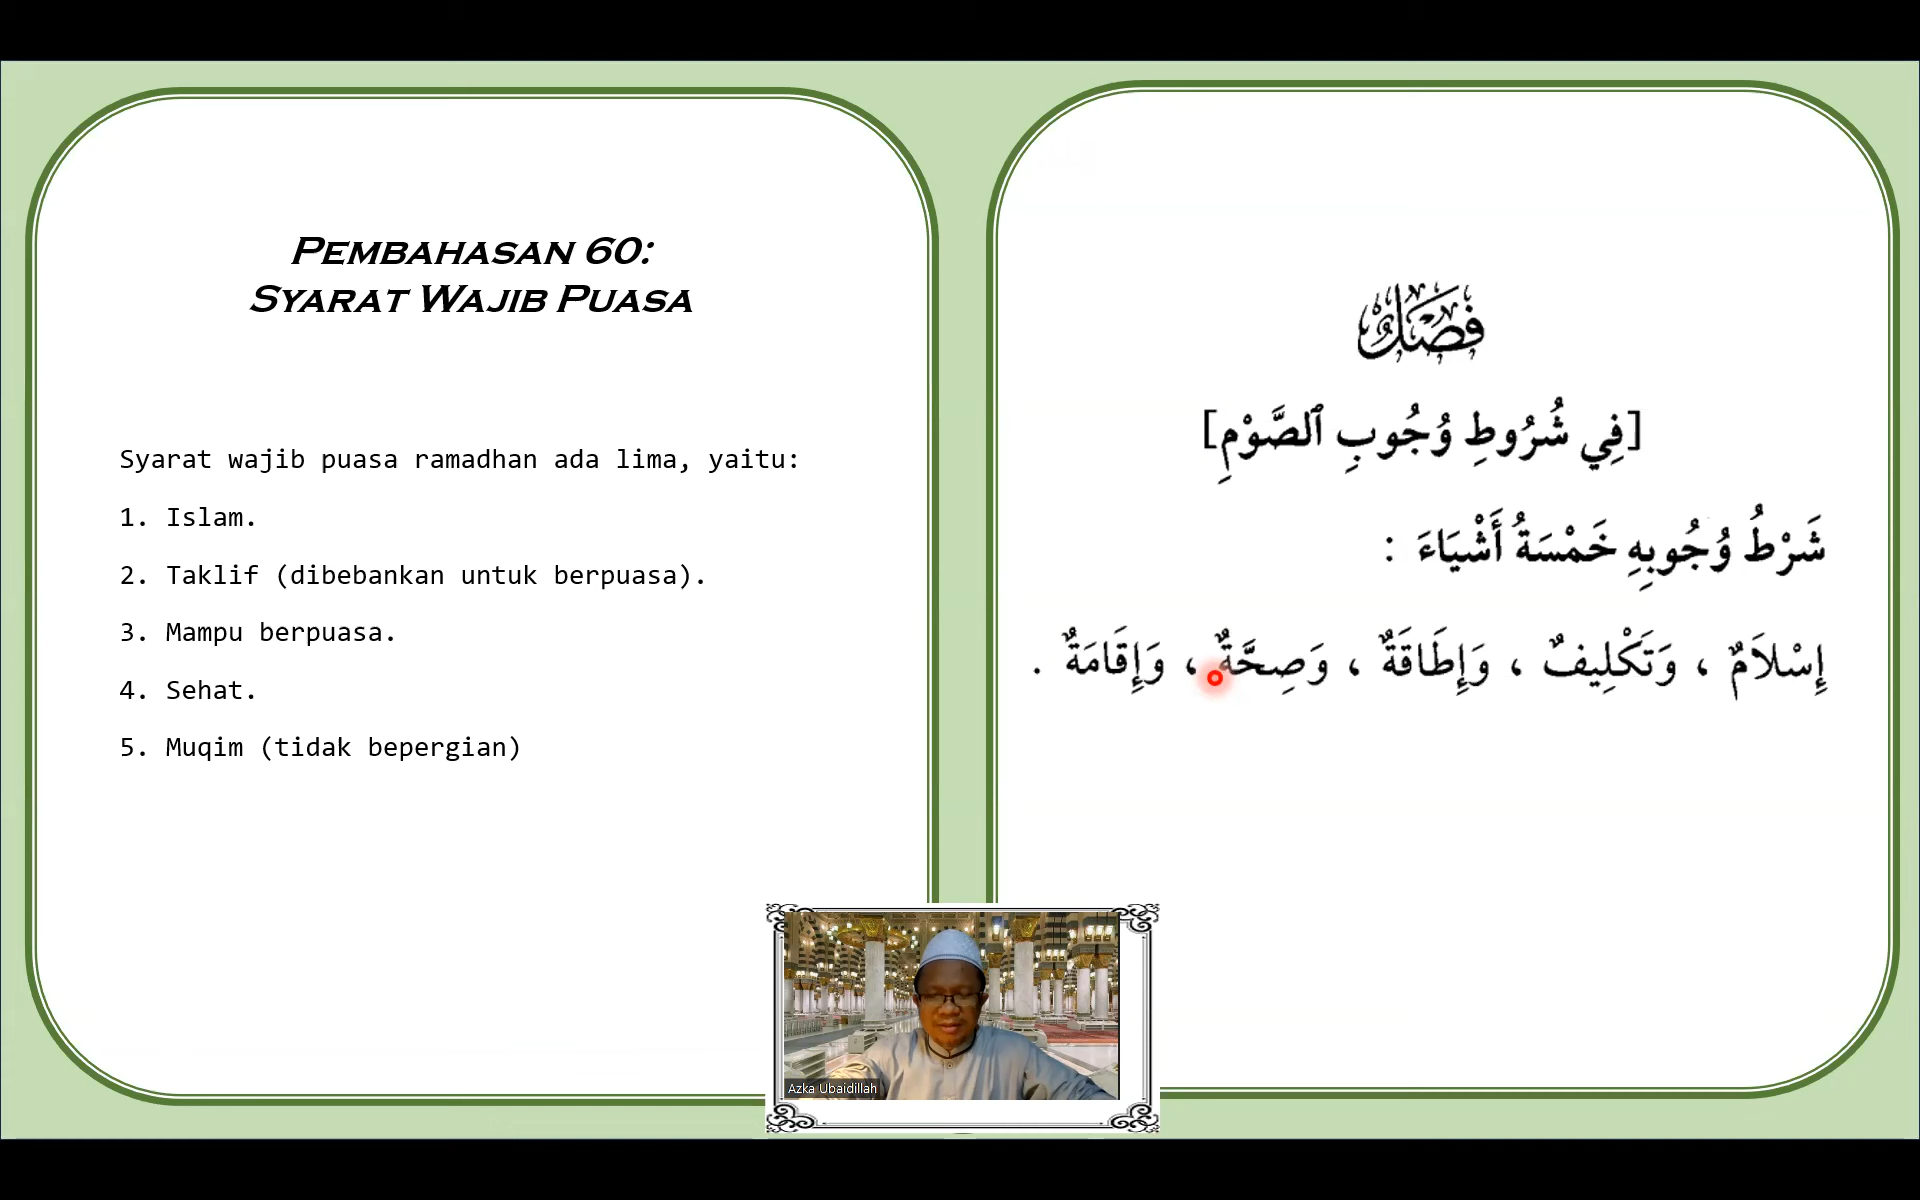 Pembahasan 60:
Syarat Wajib Puasa
Syarat wajib puasa ramadhan ada lima, yaitu:
1. Islam.
2. Taklif (dibebankan untuk berpuasa).
3. Mampu berpuasa.
4. Sehat.
5. Muqim (tidak bepergian)
فَصْلٌ
[فِي شُرُوطِ وُجُوبِ ٱلصَّوْمِ]
شَرْطُ وُجُوبِهِ خَمْسَةُ أَشْيَاءَ :
إِسْلاَمٌ ، وَتَكْلِيفٌ ، وَإِطَاقَةٌ ، وَصِحَّةٌ ، وَإِقَامَةٌ .
Azka Ubaidillah